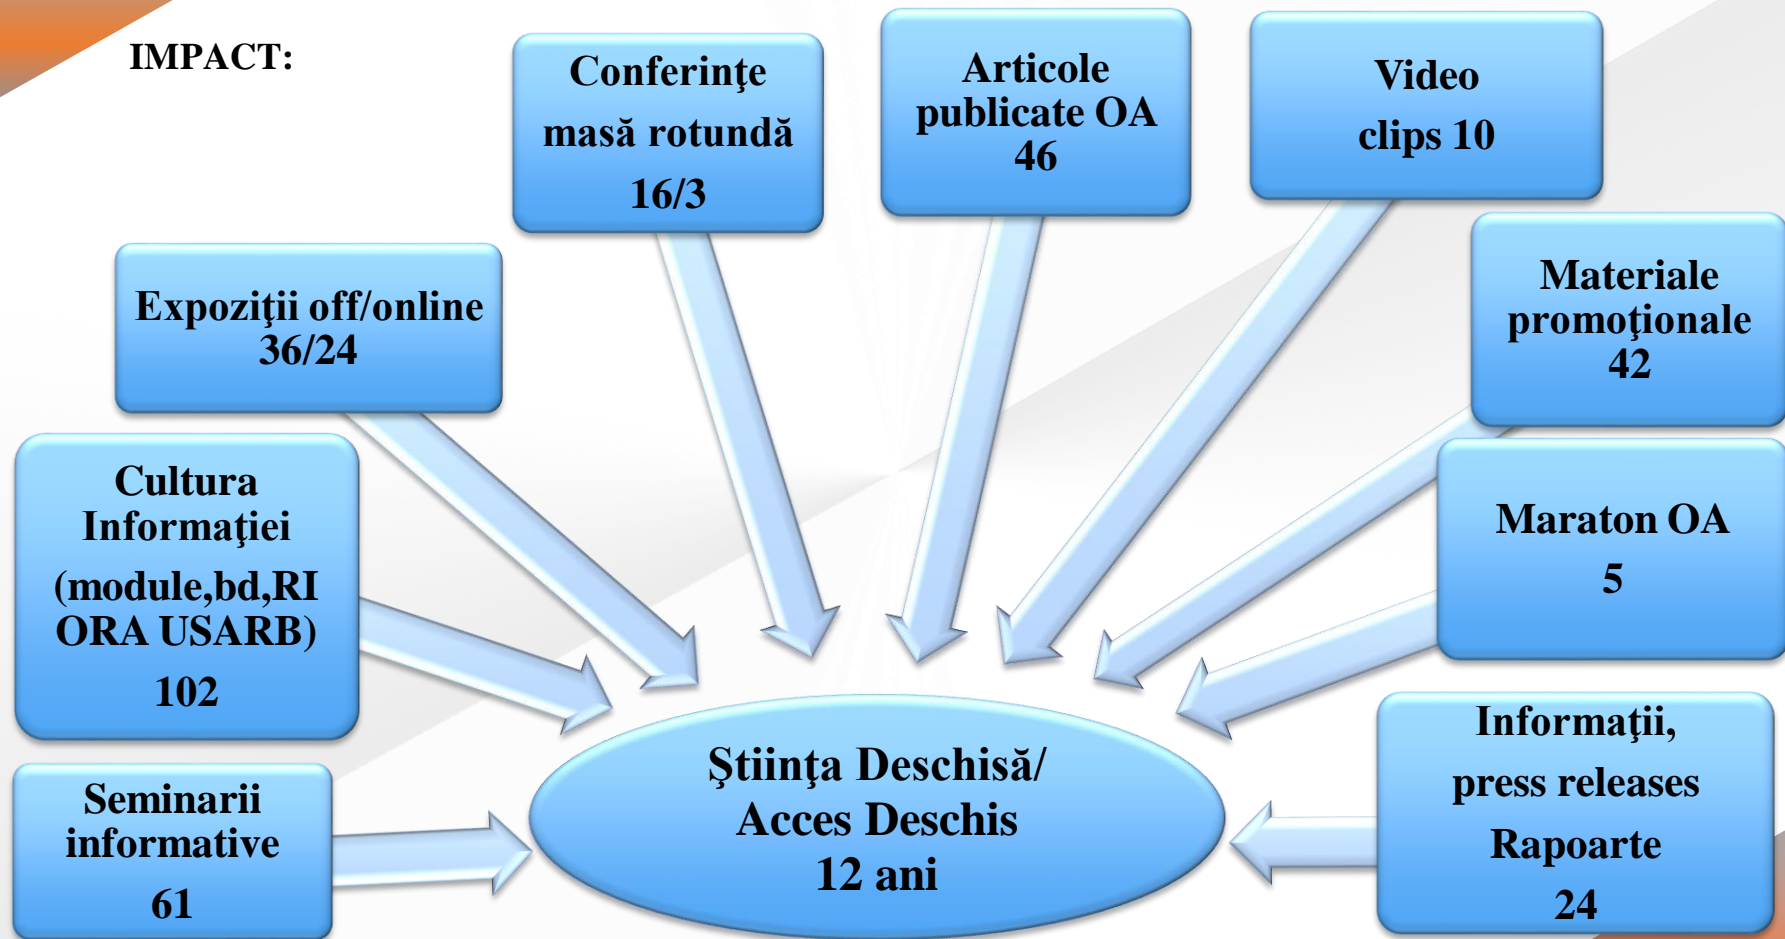 IMPACT:
Conferinţe
masă rotundă
16/3
Articole
publicate OA
46
Video
clips 10
Expoziţii off/online
36/24
Materiale
promoţionale
42
Cultura
Informaţiei
(module,bd,RI
ORA USARB)
102
Maraton OA
5
Seminarii
informative
61
Ştiinţa Deschisă/
Acces Deschis
12 ani
Informaţii,
press releases
Rapoarte
24